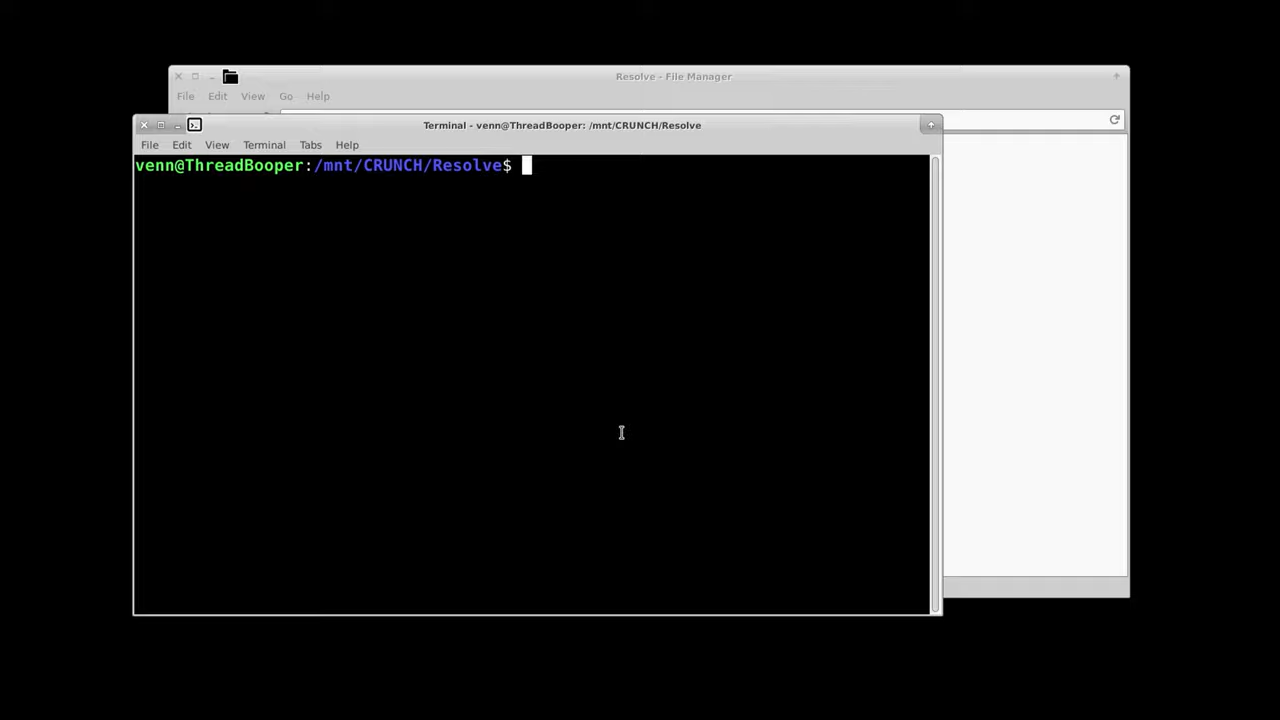 Resolve - File Manager
File Edit View Go Help
Terminal - venn@ThreadBooper: /mnt/CRUNCH/Resolve
File Edit View Terminal Tabs Help
venn@ThreadBooper:/mnt/CRUNCH/Resolve$